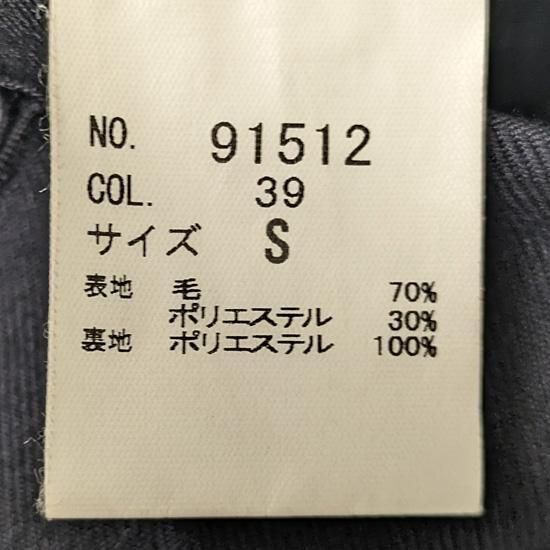 NO. 91512
COL. 39
サイズ S
表地 毛 70%
ポリエステル 30%
裏地 ポリエステル 100%